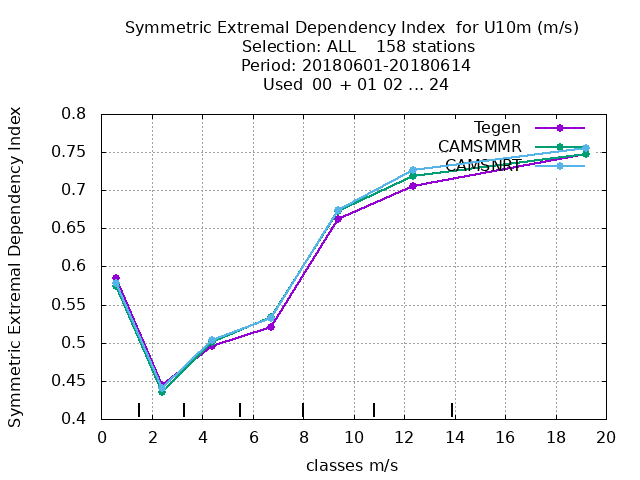 Symmetric Extremal Dependency Index  for U10m (m/s)
Selection: ALL    158 stations
Period: 20180601-20180614
Used  00 + 01 02 ... 24
Symmetric Extremal Dependency Index
0.8
0.75
0.7
0.65
0.6
0.55
0.5
0.45
0.4
Tegen
CAMSMMR
CAMSNRT
0 2 4 6 8 10 12 14 16 18 20
classes m/s